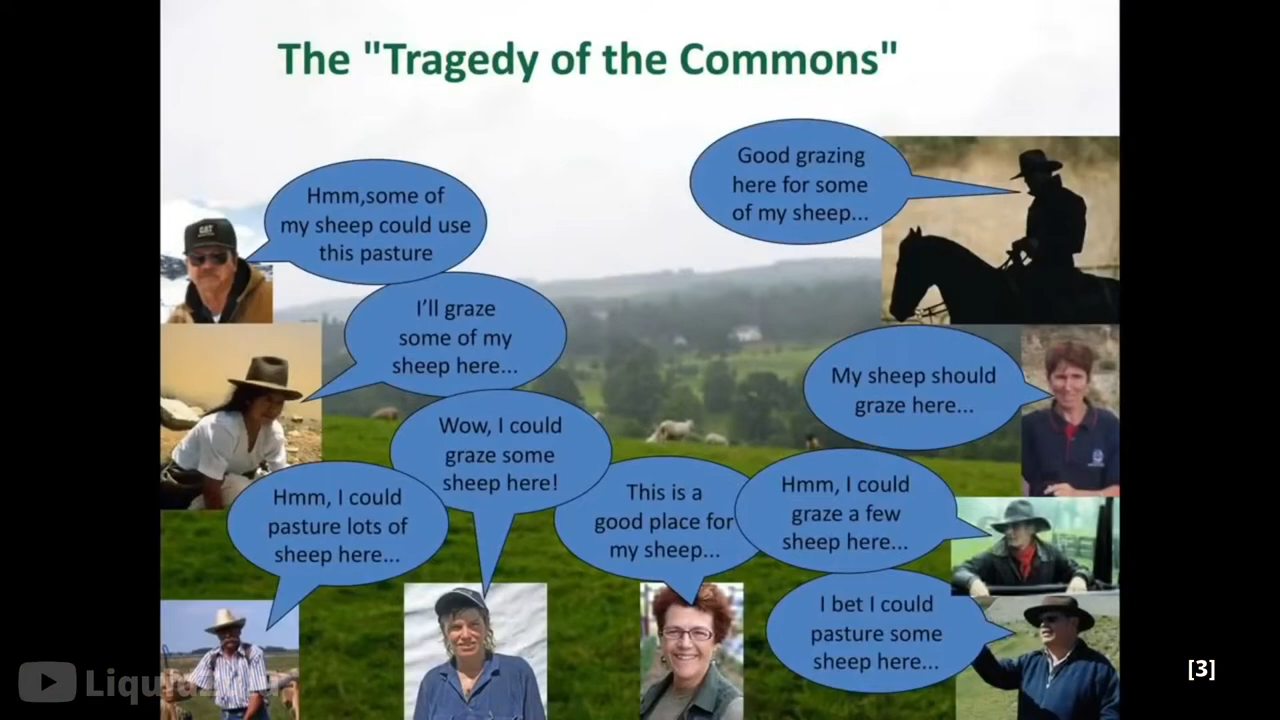 The "Tragedy of the Commons"
Good grazing
here for some
of my sheep...
Hmm,some of
my sheep could use
this pasture
CAT
I'll graze
some of my
sheep here...
My sheep should
graze here...
Wow, I could
graze some
sheep here!
Hmm, I could
pasture lots of
sheep here...
This is a
good place for
my sheep...
Hmm, I could
graze a few
sheep here...
I bet I could
pasture some
sheep here...
[3]